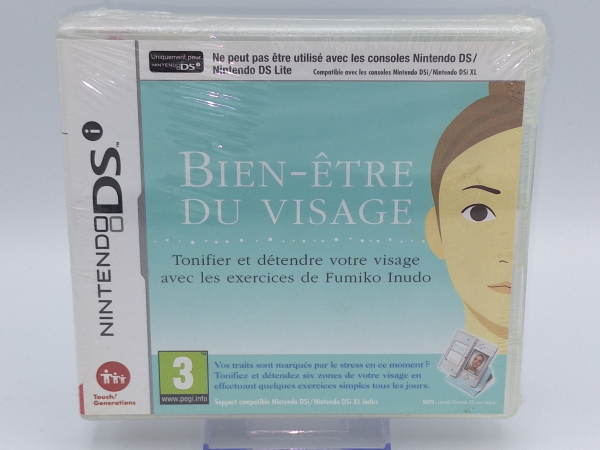 Uniquement pour
NINTENDO DSi
Ne peut pas être utilisé avec les consoles Nintendo DS/
Nintendo DS Lite
Compatible avec les consoles Nintendo DSi/Nintendo DSi XL
NINTENDO DSi
TM
BIEN-ÊTRE
DU VISAGE
Tonifier et détendre votre visage
avec les exercices de Fumiko Inudo
Touch!
Generations
3
www.pegi.info
Vos traits sont marqués par le stress en ce moment ?
Tonifiez et détendez six zones de votre visage en
effectuant quelques exercices simples tous les jours.
Support compatible Nintendo DSi/Nintendo DSi XL inclus